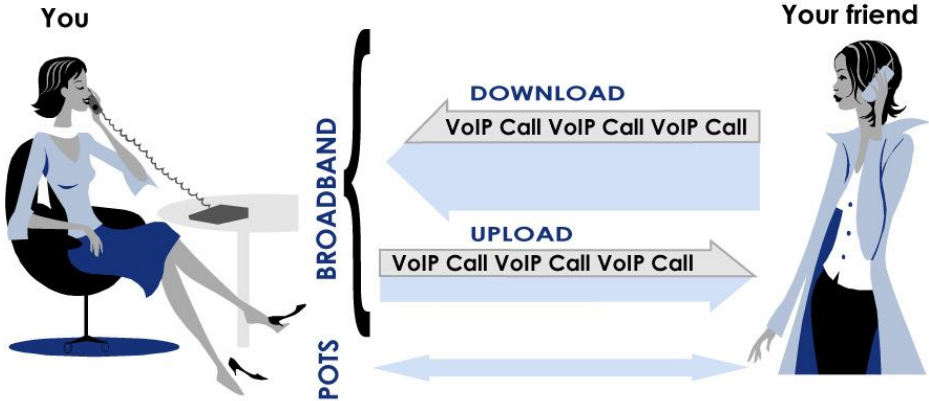 You
Your friend
BROADBAND
DOWNLOAD
VoIP Call VoIP Call VoIP Call
UPLOAD
VoIP Call VoIP Call VoIP Call
POTS